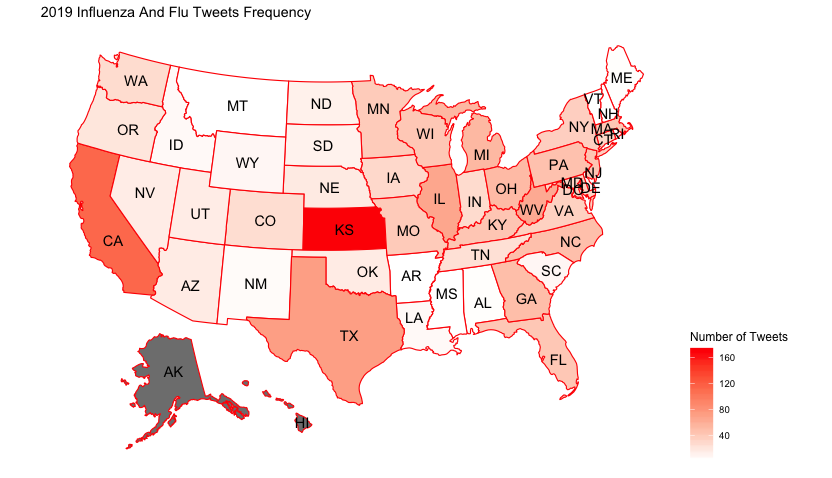 2019 Influenza And Flu Tweets Frequency
WA
MT
ND
MN
ME
OR
ID
SD
WI
MI
NY
VT
NH
MA
RI
CT
WY
IA
PA
NJ
NV
UT
NE
IL
IN
OH
MD
DC
DE
WV
VA
CA
CO
KS
MO
KY
NC
AZ
NM
OK
AR
TN
SC
MS
AL
GA
LA
TX
FL
AK
HI
Number of Tweets
160
120
80
40